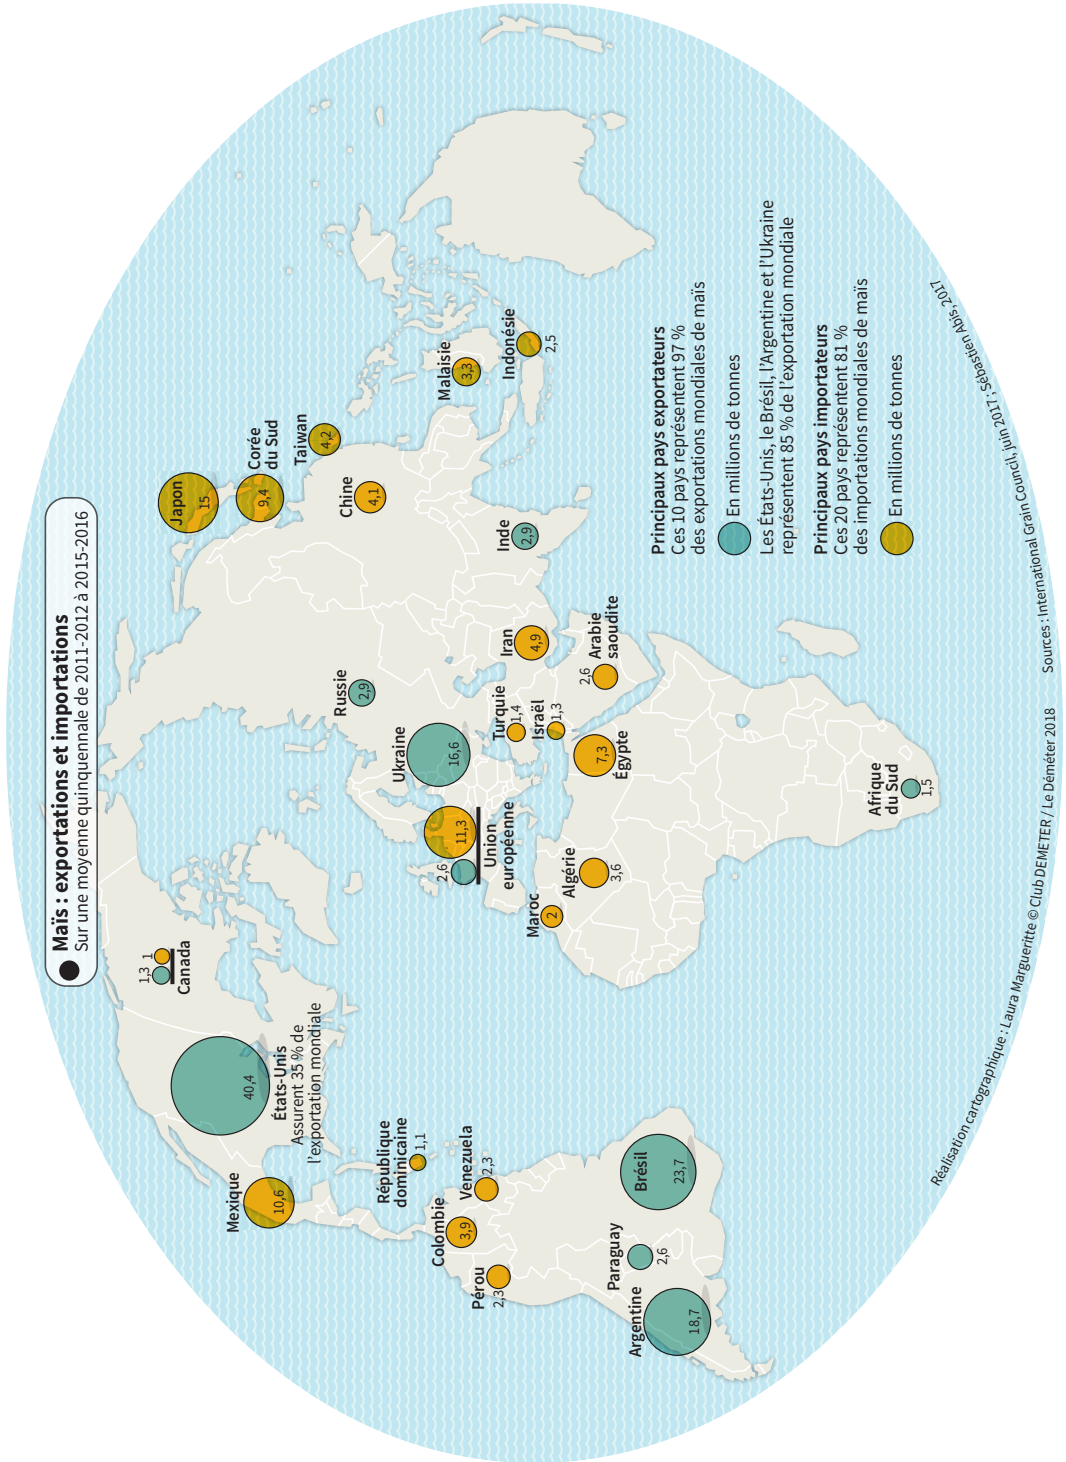 Maïs : exportations et importations
Sur une moyenne quinquennale de 2011-2012 à 2015-2016
1,3
1
Canada
40,4
États-Unis
Assurent 35 % de
l'exportation mondiale
Mexique
10,6
République
dominicaine
1,1
Colombie
3,9
Venezuela
2,3
Pérou
2,3
Brésil
23,7
Paraguay
2,6
Argentine
18,7
Russie
2,9
Ukraine
16,6
2,6
11,3
Union
européenne
Maroc
2
Algérie
3,6
Turquie
1,4
Israël
1,3
Égypte
7,3
Arabie
saoudite
2,6
Iran
4,9
Afrique
du Sud
1,5
Inde
2,9
Chine
4,1
Japon
15
Corée
du Sud
9,4
Taiwan
4,2
Malaisie
3,3
Indonésie
2,5
Principaux pays exportateurs
Ces 10 pays représentent 97 %
des exportations mondiales de maïs
En millions de tonnes
Les États-Unis, le Brésil, l'Argentine et l'Ukraine
représentent 85 % de l'exportation mondiale
Principaux pays importateurs
Ces 20 pays représentent 81 %
des importations mondiales de maïs
En millions de tonnes
Réalisation cartographique : Laura Margueritte © Club DEMETER / Le Déméter 2018
Sources : International Grain Council, juin 2017 ; Sébastien Abis, 2017